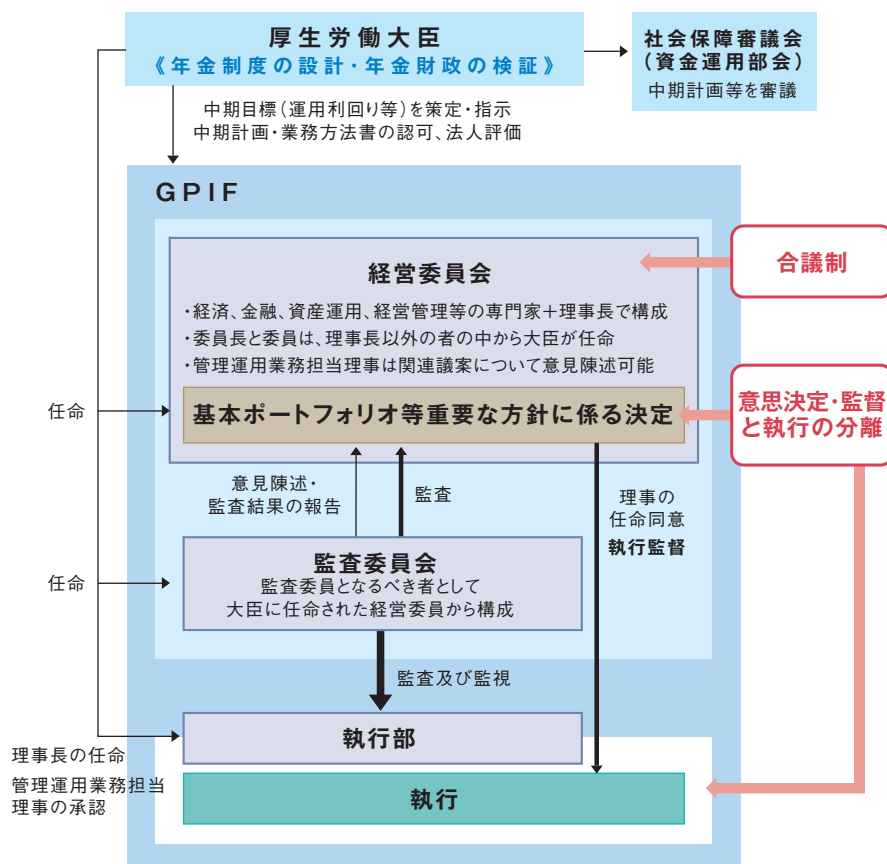 厚生労働大臣
《年金制度の設計・年金財政の検証》
社会保障審議会
(資金運用部会)
中期計画等を審議
中期目標(運用利回り等)を策定・指示
中期計画・業務方法書の認可、法人評価
GPIF
経営委員会
・経済、金融、資産運用、経営管理等の専門家+理事長で構成
・委員長と委員は、理事長以外の者の中から大臣が任命
・管理運用業務担当理事は関連議案について意見陳述可能
合議制
任命
基本ポートフォリオ等重要な方針に係る決定
意思決定・監督
と執行の分離
意見陳述・
監査結果の報告
監査
理事の
任命同意
執行監督
任命
監査委員会
監査委員となるべき者として
大臣に任命された経営委員から構成
監査及び監視
執行部
理事長の任命
管理運用業務担当
理事の承認
執行